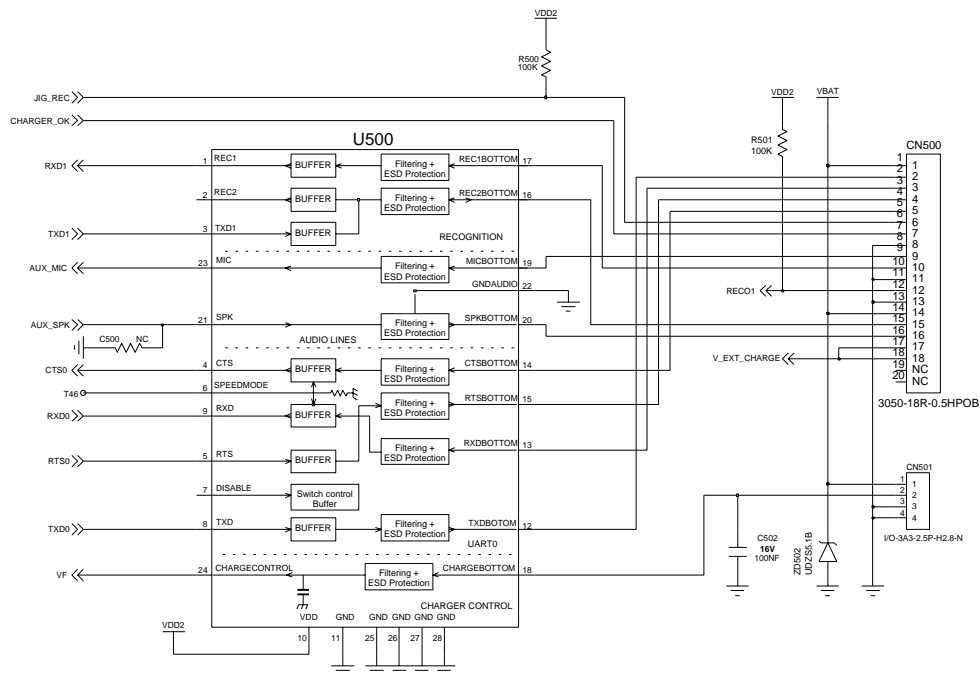 VDD2
R500
100K
JIG_REC
CHARGER_OK
VDD2
VBAT
R501
100K
CN500
U500
RXD1
1
REC1
BUFFER
Filtering +
ESD Protection
REC1BOTTOM
17
2
REC2
BUFFER
Filtering +
ESD Protection
REC2BOTTOM
16
TXD1
3
TXD1
BUFFER
RECOGNITION
AUX_MIC
23
MIC
Filtering +
ESD Protection
MICBOTTOM
19
GNDAUDIO
22
AUX_SPK
21
SPK
Filtering +
ESD Protection
SPKBOTTOM
20
C500
NC
AUDIO LINES
CTS0
4
CTS
BUFFER
Filtering +
ESD Protection
CTSBOTTOM
14
T46
6
SPEEDMODE
RXD0
9
RXD
BUFFER
Filtering +
ESD Protection
RTSBOTTOM
15
RTS0
5
RTS
BUFFER
Filtering +
ESD Protection
RXDBOTTOM
13
7
DISABLE
Switch control
Buffer
TXD0
8
TXD
BUFFER
Filtering +
ESD Protection
TXDBOTOM
12
UART0
VF
24
CHARGECONTROL
Filtering +
ESD Protection
CHARGEBOTTOM
18
CHARGER CONTROL
VDD
GND
GND
GND
GND
GND
VDD2
10
11
25
26
27
28
RECO1
V_EXT_CHARGE
1
1
2
2
3
3
4
4
5
5
6
6
7
7
8
8
9
9
10
10
11
11
12
12
13
13
14
14
15
15
16
16
17
17
18
18
19
NC
20
NC
3050-18R-0.5HPOB
CN501
1
1
2
2
3
3
4
4
I/O-3A3-2.5P-H2.8-N
C502
16V
100NF
ZD502
UDZS5.1B